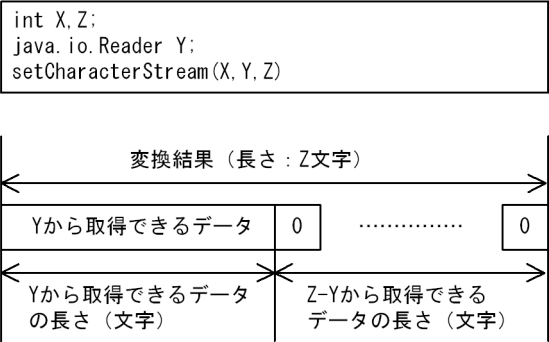 int X,Z;
java.io.Reader Y;
setCharacterStream(X,Y,Z)
変換結果（長さ：Z文字）
Yから取得できるデータ 0 …………… 0
Yから取得できるデータ
の長さ（文字）
Z-Yから取得できる
データの長さ（文字）